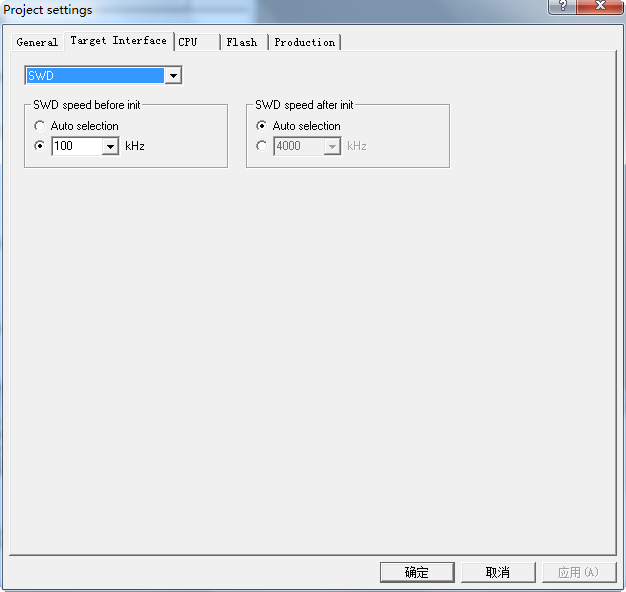 Project settings
General Target Interface CPU Flash Production
SWD
SWD speed before init SWD speed after init
Auto selection Auto selection
100 kHz 4000 kHz
确定 取消 应用(A)